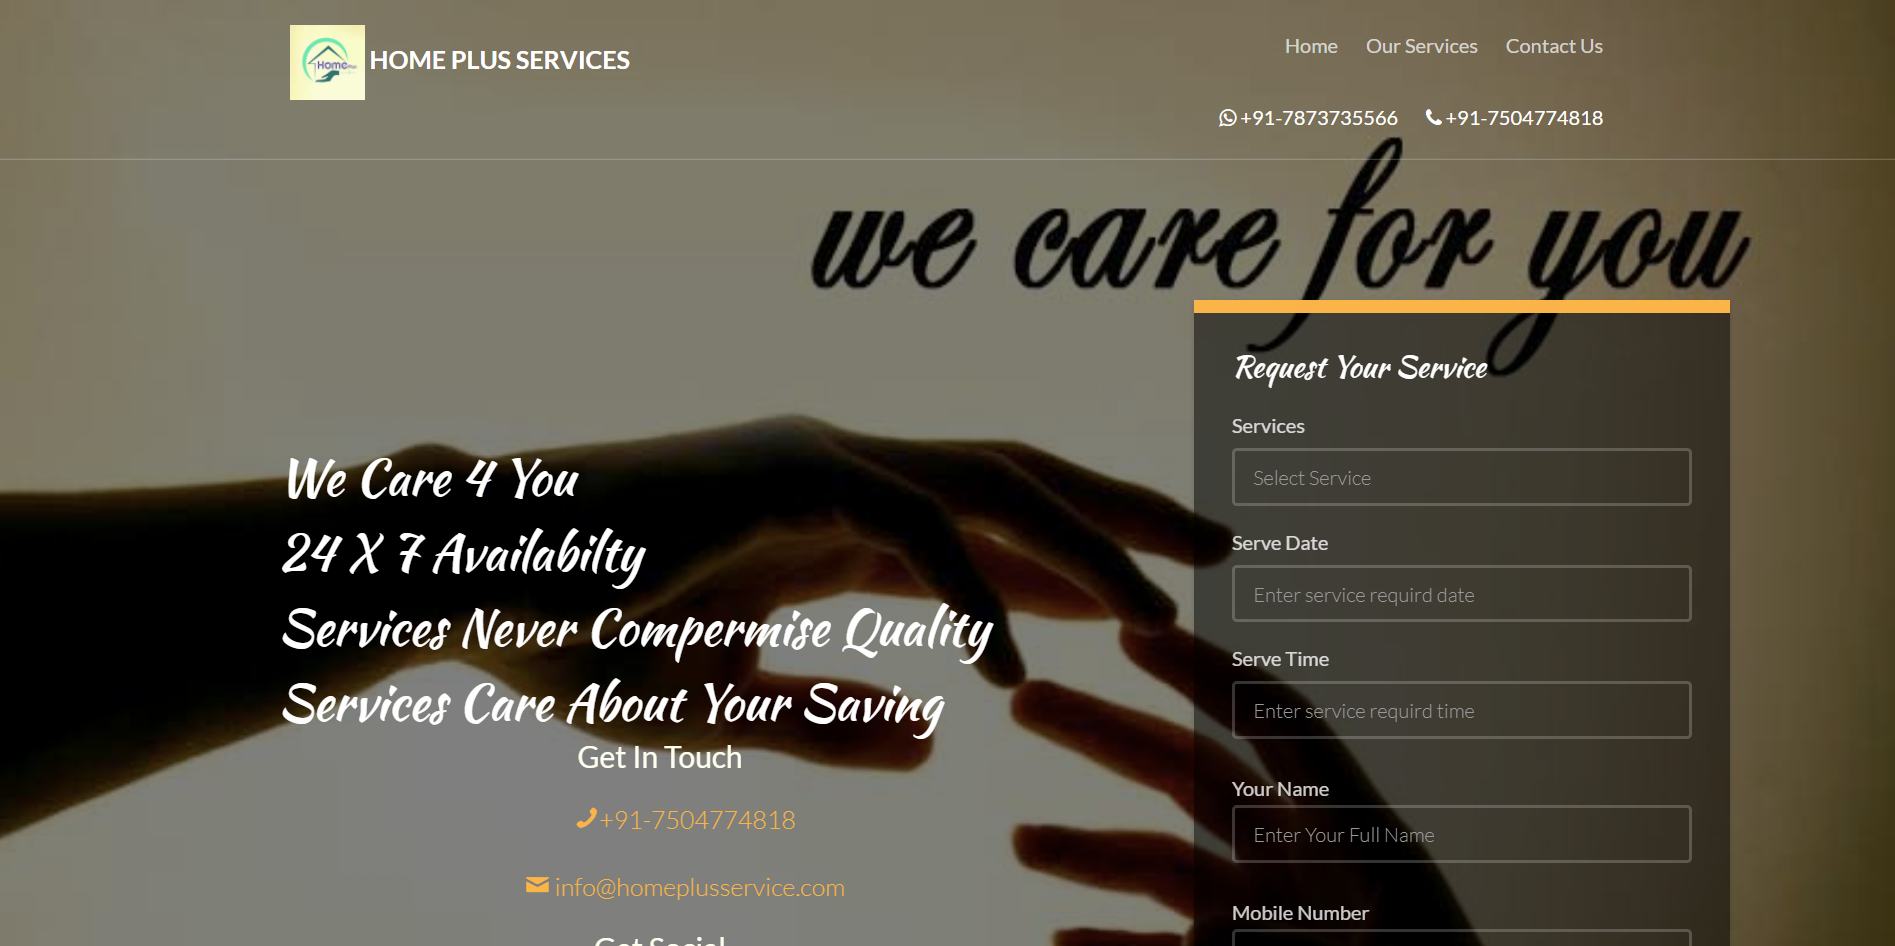 Home
HOME PLUS SERVICES
Home Our Services Contact Us
+91-7873735566 +91-7504774818
we care for you
We Care 4 You
24 X 7 Availabilty
Services Never Compermise Quality
Services Care About Your Saving
Get In Touch
+91-7504774818
info@homeplusservice.com
Get Social
Request Your Service
Services
Select Service
Serve Date
Enter service requird date
Serve Time
Enter service requird time
Your Name
Enter Your Full Name
Mobile Number